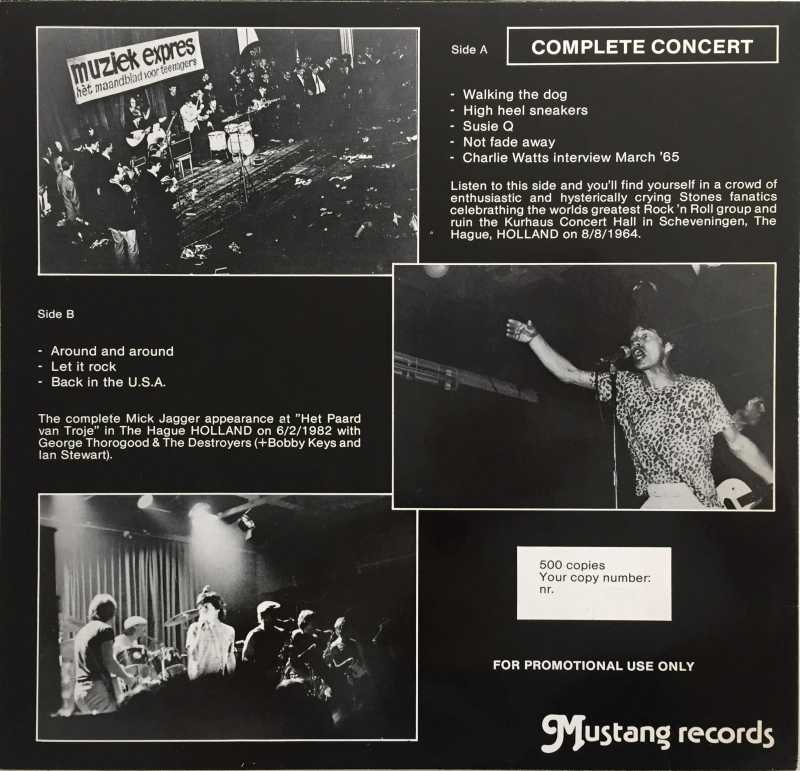 muziek expres
hét maandblad voor teenagers
Side A
COMPLETE CONCERT
- Walking the dog
- High heel sneakers
- Susie Q
- Not fade away
- Charlie Watts interview March '65
Listen to this side and you'll find yourself in a crowd of
enthusiastic and hysterically crying Stones fanatics
celebrathing the worlds greatest Rock 'n Roll group and
ruin the Kurhaus Concert Hall in Scheveningen, The
Hague, HOLLAND on 8/8/1964.
Side B
- Around and around
- Let it rock
- Back in the U.S.A.
The complete Mick Jagger appearance at "Het Paard
van Troje" in The Hague HOLLAND on 6/2/1982 with
George Thorogood & The Destroyers (+Bobby Keys and
Ian Stewart).
500 copies
Your copy number:
nr.
FOR PROMOTIONAL USE ONLY
Mustang records